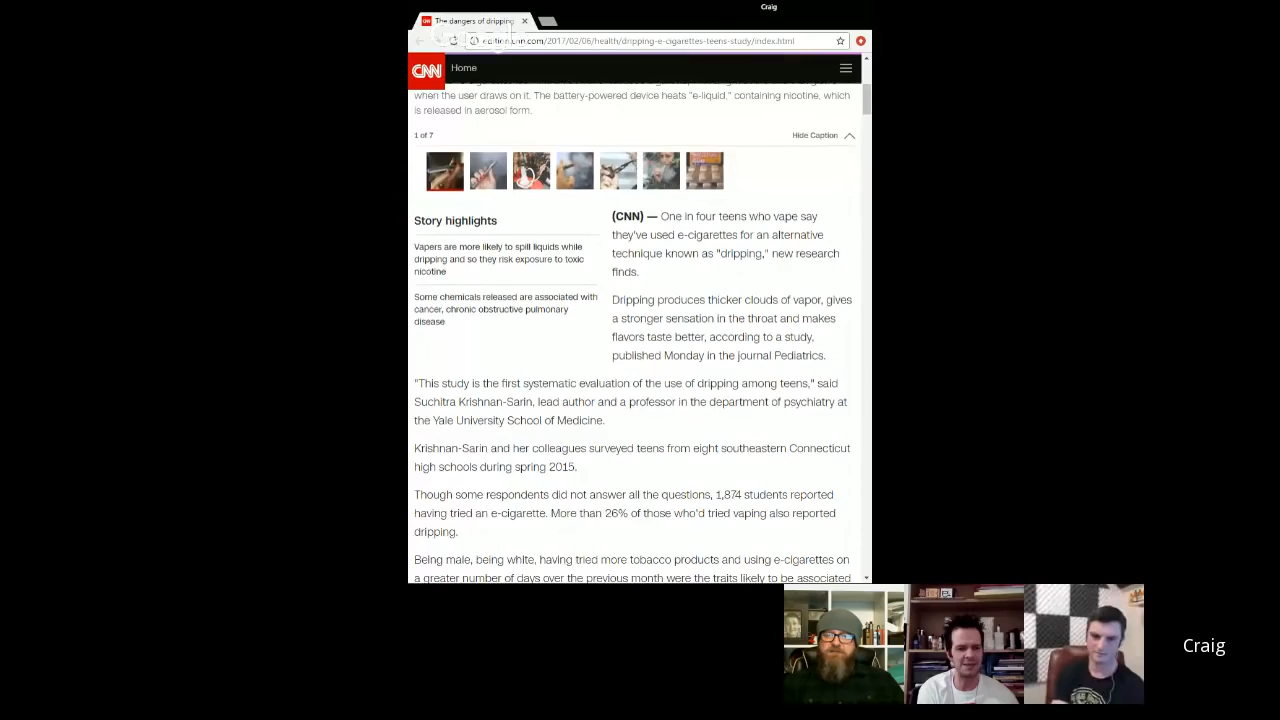 Craig
The dangers of dripping
edition.cnn.com/2017/02/06/health/dripping-e-cigarettes-teens-study/index.html
CNN
Home
when the user draws on it. The battery-powered device heats "e-liquid," containing nicotine, which
is released in aerosol form.
1 of 7
Hide Caption
Story highlights
Vapers are more likely to spill liquids while
dripping and so they risk exposure to toxic
nicotine
Some chemicals released are associated with
cancer, chronic obstructive pulmonary
disease
(CNN) — One in four teens who vape say
they've used e-cigarettes for an alternative
technique known as "dripping," new research
finds.
Dripping produces thicker clouds of vapor, gives
a stronger sensation in the throat and makes
flavors taste better, according to a study,
published Monday in the journal Pediatrics.
"This study is the first systematic evaluation of the use of dripping among teens," said
Suchitra Krishnan-Sarin, lead author and a professor in the department of psychiatry at
the Yale University School of Medicine.
Krishnan-Sarin and her colleagues surveyed teens from eight southeastern Connecticut
high schools during spring 2015.
Though some respondents did not answer all the questions, 1,874 students reported
having tried an e-cigarette. More than 26% of those who'd tried vaping also reported
dripping.
Being male, being white, having tried more tobacco products and using e-cigarettes on
a greater number of days over the previous month were the traits likely to be associated
Craig